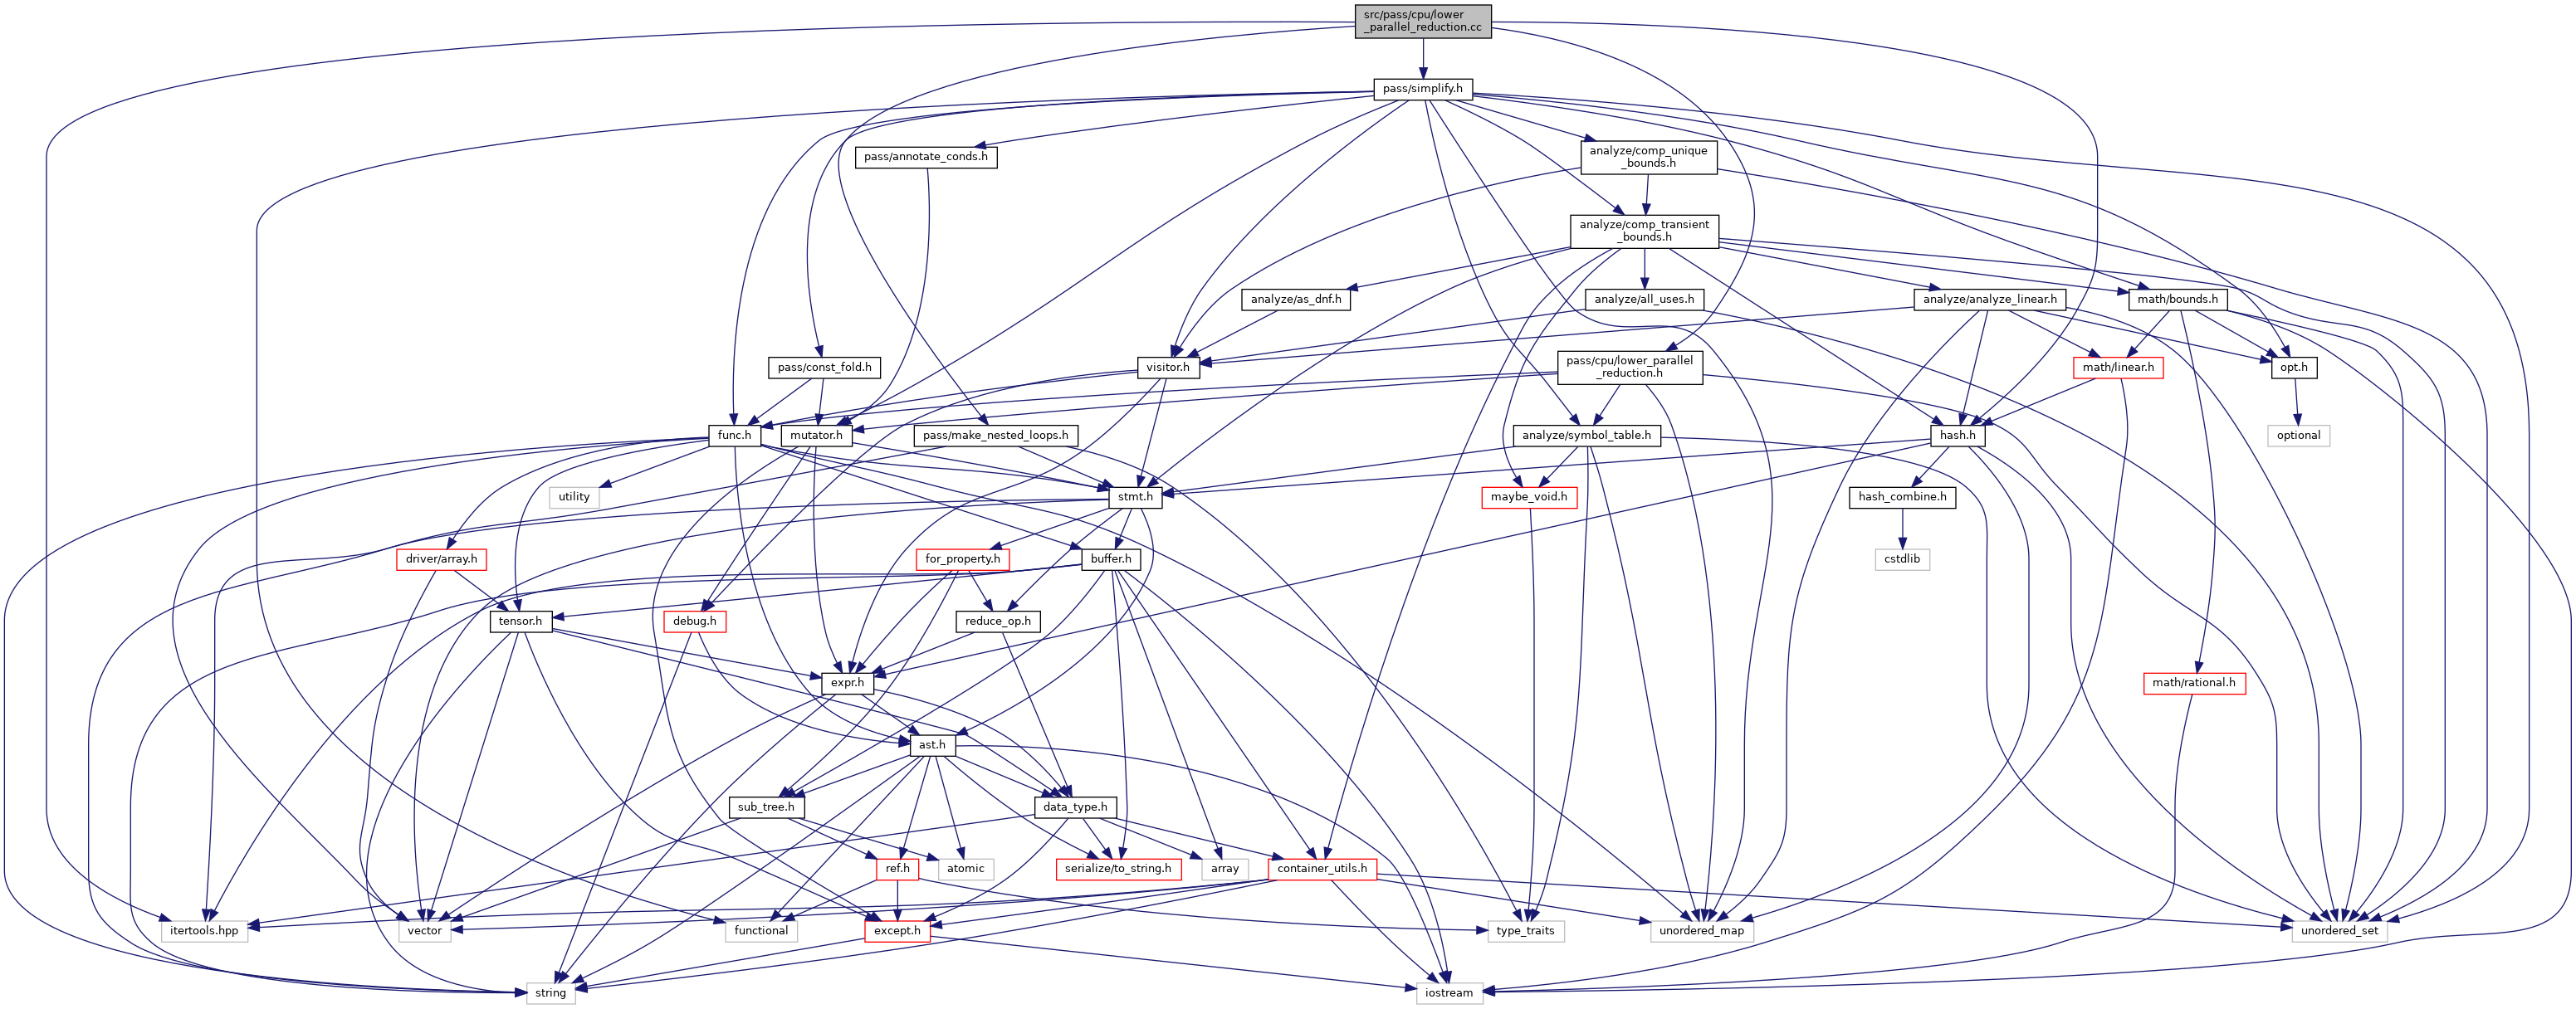 src/pass/cpu/lower
_parallel_reduction.cc
pass/simplify.h
pass/annotate_conds.h
analyze/comp_unique
_bounds.h
analyze/comp_transient
_bounds.h
analyze/as_dnf.h
analyze/all_uses.h
analyze/analyze_linear.h
math/bounds.h
pass/const_fold.h
visitor.h
pass/cpu/lower_parallel
_reduction.h
math/linear.h
opt.h
func.h
mutator.h
pass/make_nested_loops.h
analyze/symbol_table.h
hash.h
optional
utility
stmt.h
maybe_void.h
hash_combine.h
driver/array.h
for_property.h
buffer.h
cstdlib
tensor.h
debug.h
reduce_op.h
expr.h
math/rational.h
ast.h
sub_tree.h
data_type.h
ref.h
atomic
serialize/to_string.h
array
container_utils.h
itertools.hpp
vector
functional
except.h
type_traits
unordered_map
unordered_set
string
iostream